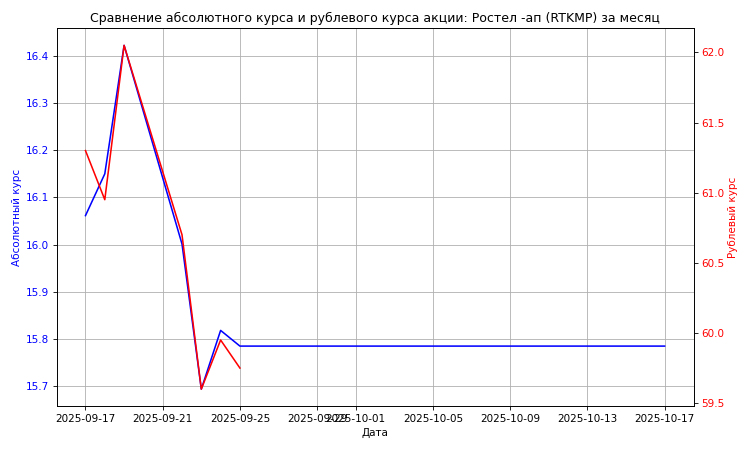 Сравнение абсолютного курса и рублевого курса акции: Ростел -ап (RTKMP) за месяц
16.4
16.3
16.2
16.1
16.0
15.9
15.8
15.7
Абсолютный курс
62.0
61.5
61.0
60.5
60.0
59.5
Рублевый курс
2025-09-17 2025-09-21 2025-09-25 2025-09-29 2025-10-01 2025-10-05 2025-10-09 2025-10-13 2025-10-17
Дата